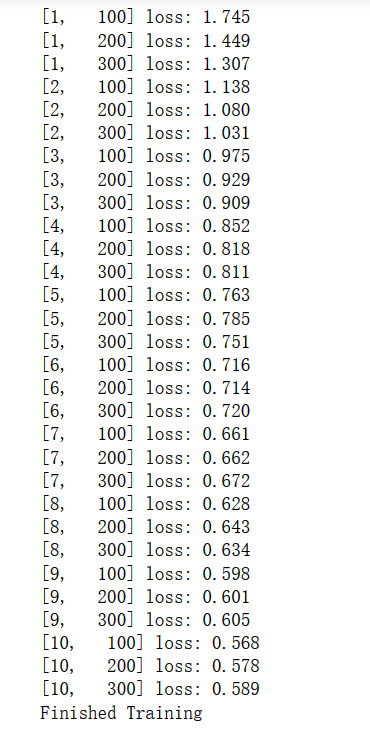 [1,   100] loss: 1.745
[1,   200] loss: 1.449
[1,   300] loss: 1.307
[2,   100] loss: 1.138
[2,   200] loss: 1.080
[2,   300] loss: 1.031
[3,   100] loss: 0.975
[3,   200] loss: 0.929
[3,   300] loss: 0.909
[4,   100] loss: 0.852
[4,   200] loss: 0.818
[4,   300] loss: 0.811
[5,   100] loss: 0.763
[5,   200] loss: 0.785
[5,   300] loss: 0.751
[6,   100] loss: 0.716
[6,   200] loss: 0.714
[6,   300] loss: 0.720
[7,   100] loss: 0.661
[7,   200] loss: 0.662
[7,   300] loss: 0.672
[8,   100] loss: 0.628
[8,   200] loss: 0.643
[8,   300] loss: 0.634
[9,   100] loss: 0.598
[9,   200] loss: 0.601
[9,   300] loss: 0.605
[10,   100] loss: 0.568
[10,   200] loss: 0.578
[10,   300] loss: 0.589
Finished Training